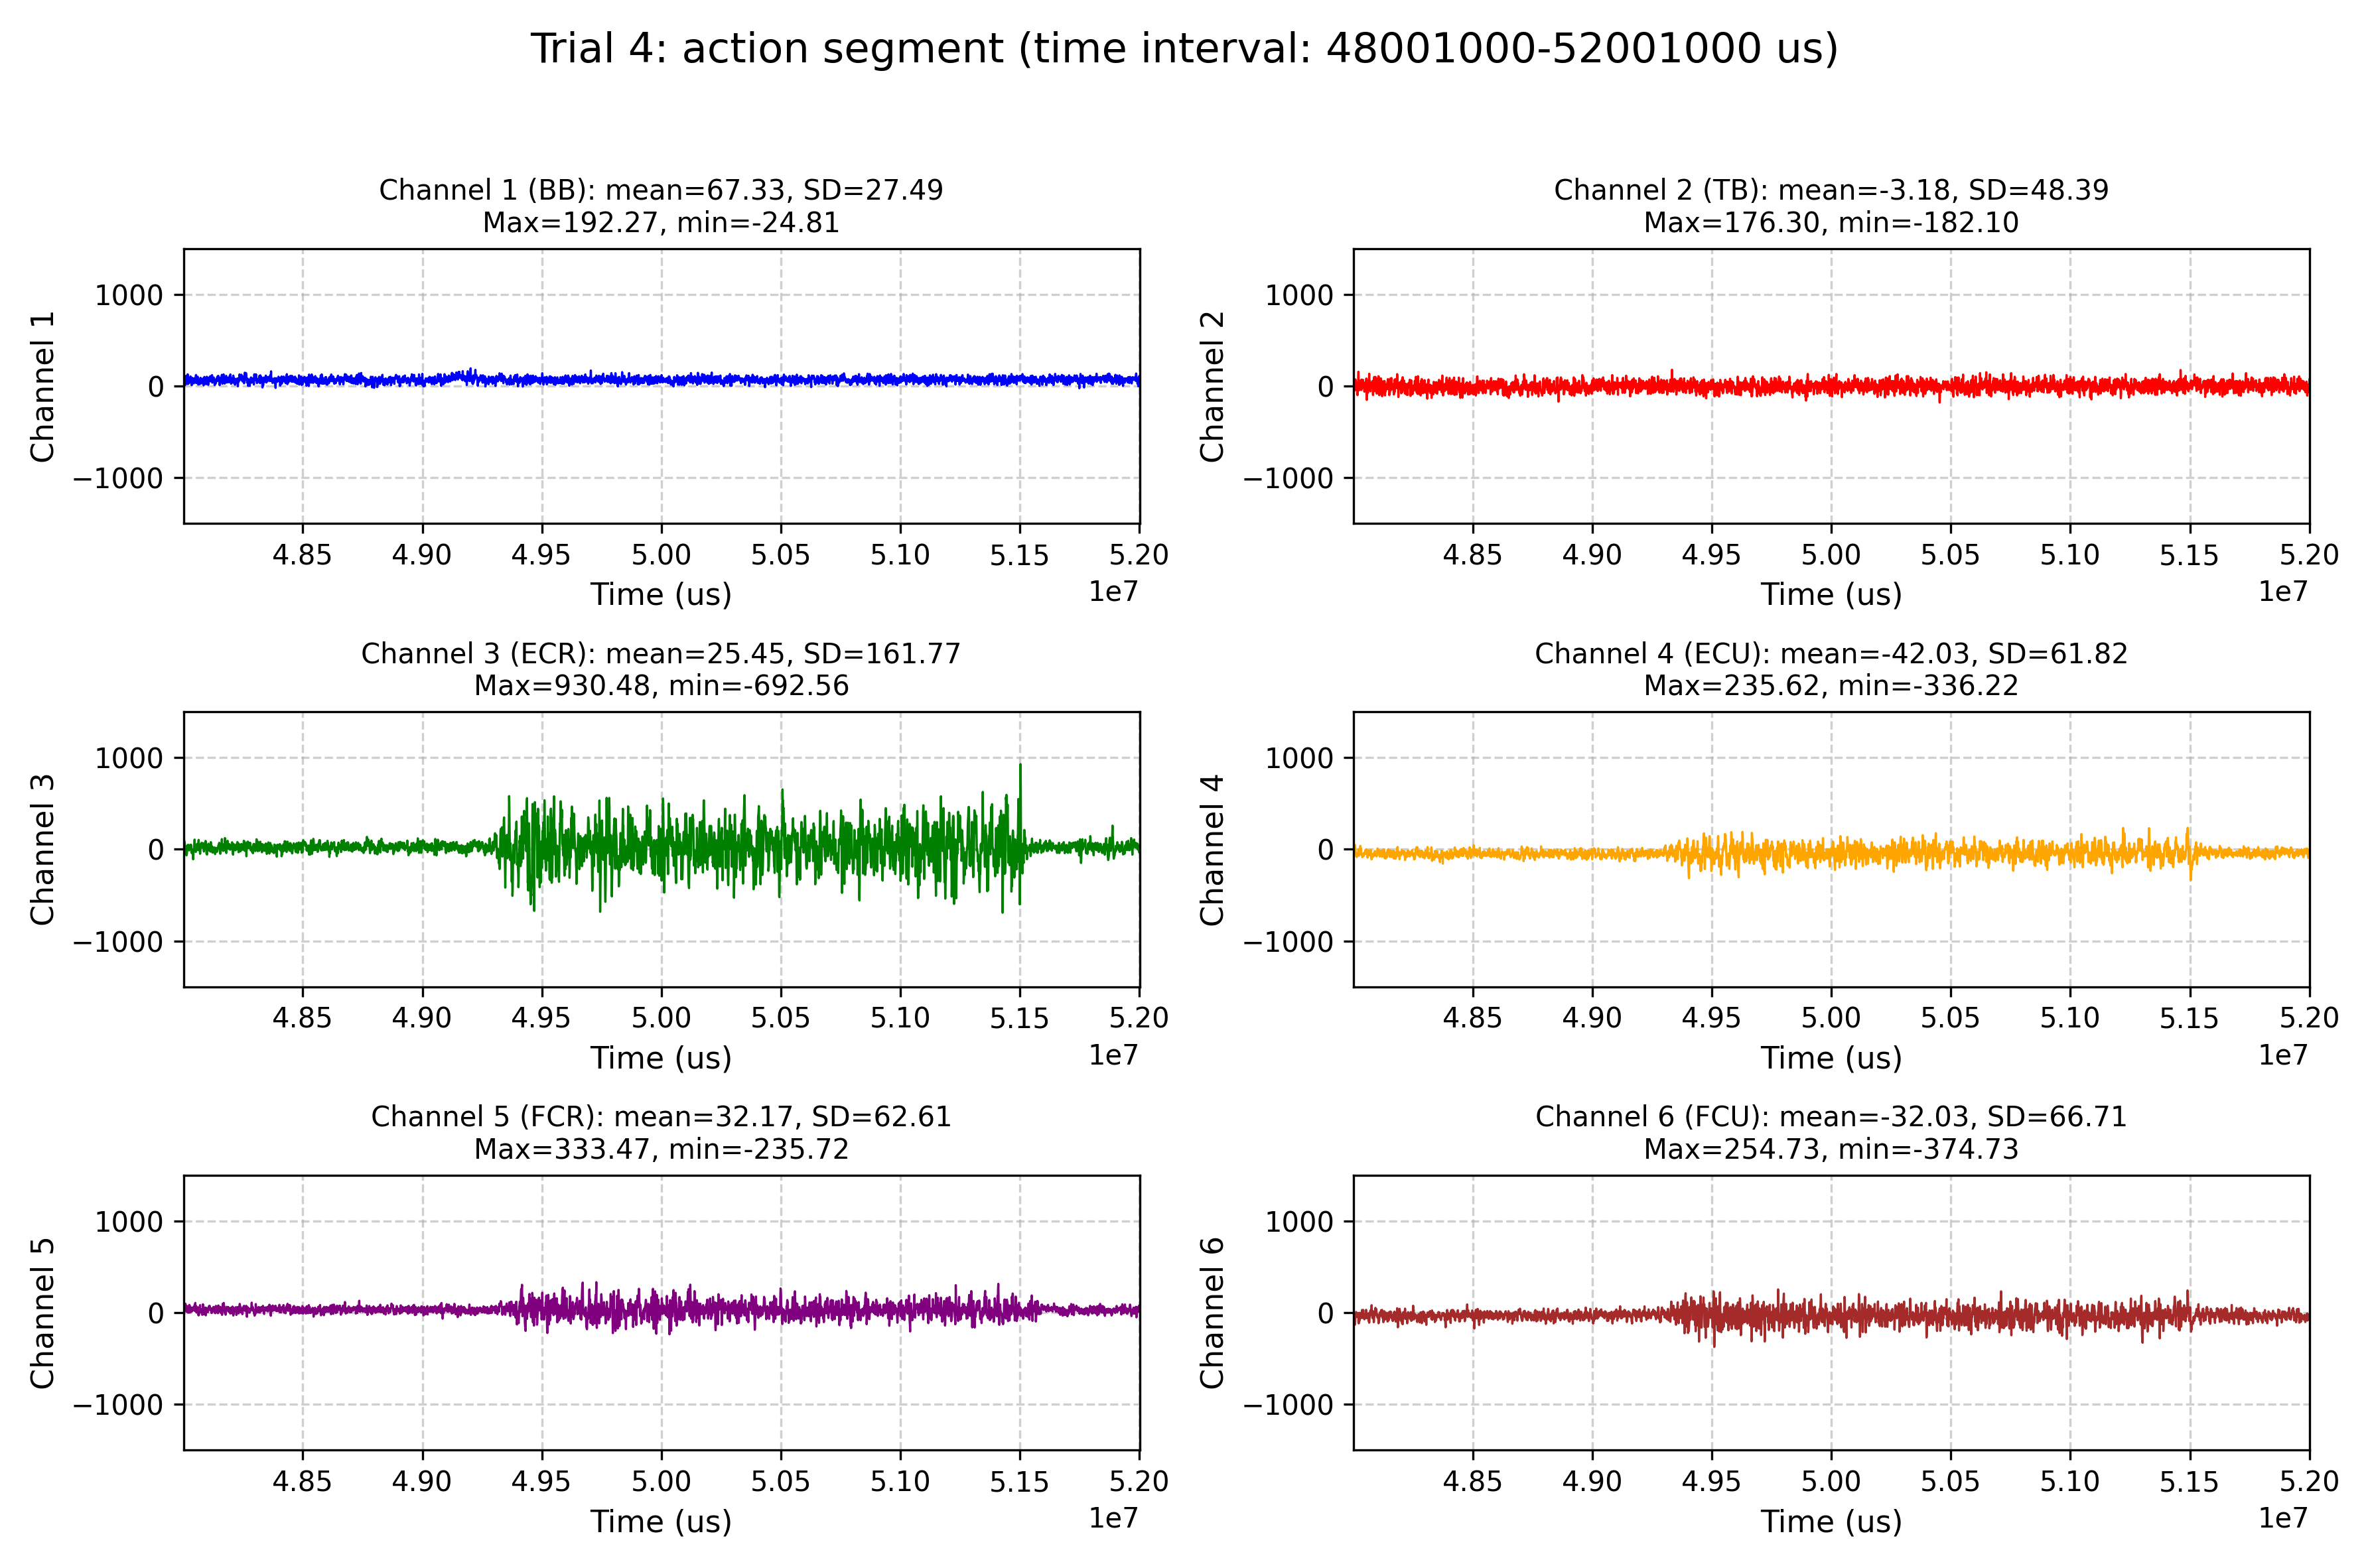 Trial 4: action segment (time interval: 48001000-52001000 us)
Channel 1 (BB): mean=67.33, SD=27.49
Max=192.27, min=-24.81
Channel 1
1000
0
−1000
4.85 4.90 4.95 5.00 5.05 5.10 5.15 5.20
Time (us)
1e7
Channel 2 (TB): mean=-3.18, SD=48.39
Max=176.30, min=-182.10
Channel 2
1000
0
−1000
4.85 4.90 4.95 5.00 5.05 5.10 5.15 5.20
Time (us)
1e7
Channel 3 (ECR): mean=25.45, SD=161.77
Max=930.48, min=-692.56
Channel 3
1000
0
−1000
4.85 4.90 4.95 5.00 5.05 5.10 5.15 5.20
Time (us)
1e7
Channel 4 (ECU): mean=-42.03, SD=61.82
Max=235.62, min=-336.22
Channel 4
1000
0
−1000
4.85 4.90 4.95 5.00 5.05 5.10 5.15 5.20
Time (us)
1e7
Channel 5 (FCR): mean=32.17, SD=62.61
Max=333.47, min=-235.72
Channel 5
1000
0
−1000
4.85 4.90 4.95 5.00 5.05 5.10 5.15 5.20
Time (us)
1e7
Channel 6 (FCU): mean=-32.03, SD=66.71
Max=254.73, min=-374.73
Channel 6
1000
0
−1000
4.85 4.90 4.95 5.00 5.05 5.10 5.15 5.20
Time (us)
1e7